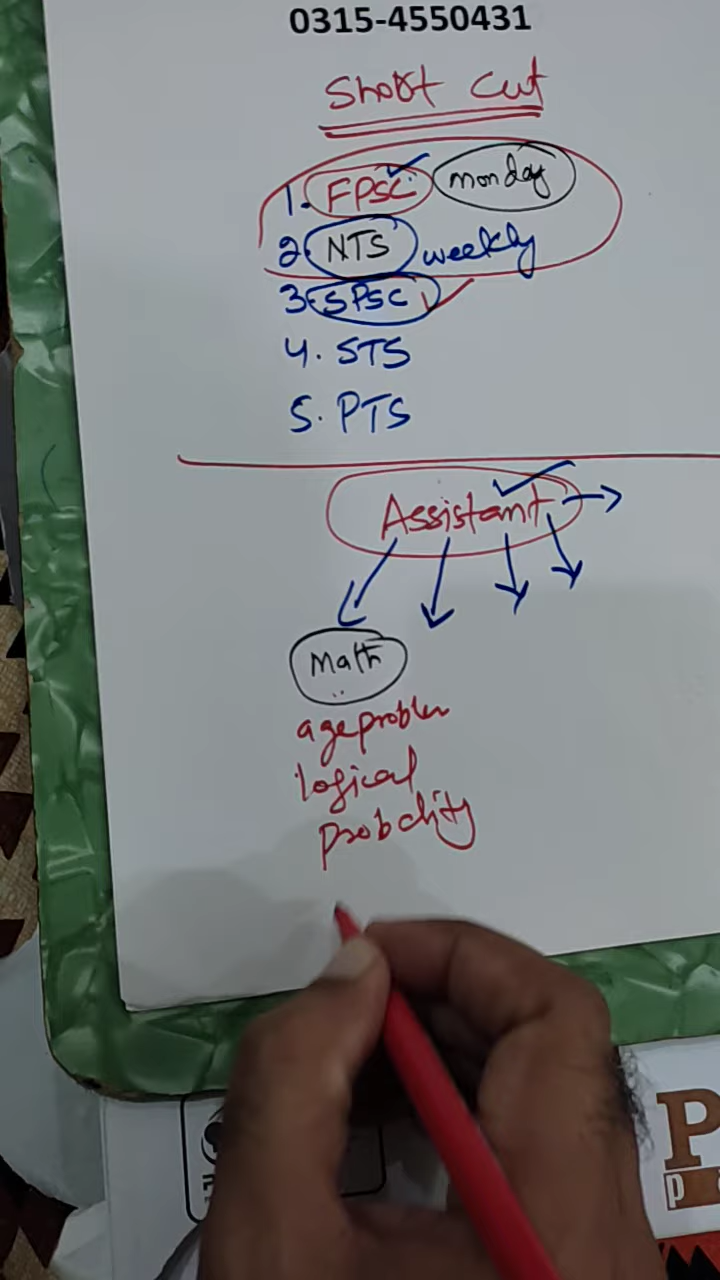 0315-4550431
Short Cut
1. FPSC Monday
2. NTS weekly
3. SPSC
4. STS
5. PTS
Assistant
Math
age problem
logical
probclity
P
p